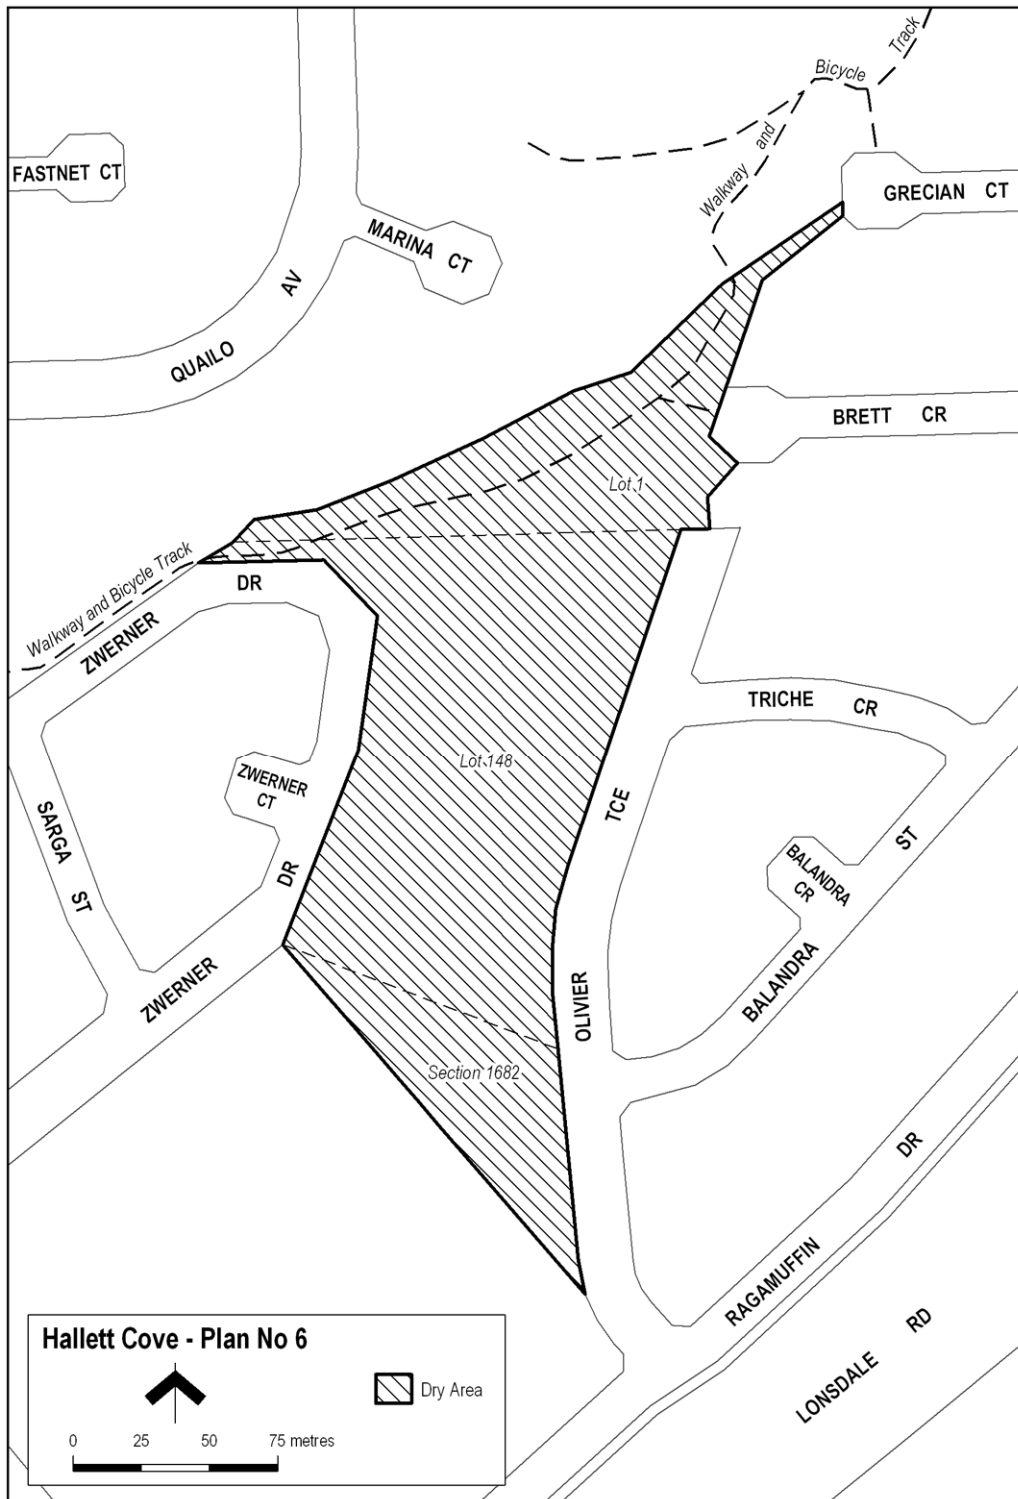 Track
Bicycle
and
Walkway
FASTNET CT
GRECIAN CT
MARINA CT
QUAILO AV
BRETT CR
Lot 1
Walkway and Bicycle Track
ZWERNER DR
TRICHE CR
Lot 148
ZWERNER
CT
SARGA ST
TCE
OLIVIER
DR
ZWERNER
BALANDRA
CR
BALANDRA ST
Section 1682
RAGAMUFFIN DR
LONSDALE RD
Hallett Cove - Plan No 6
Dry Area
0 25 50 75 metres